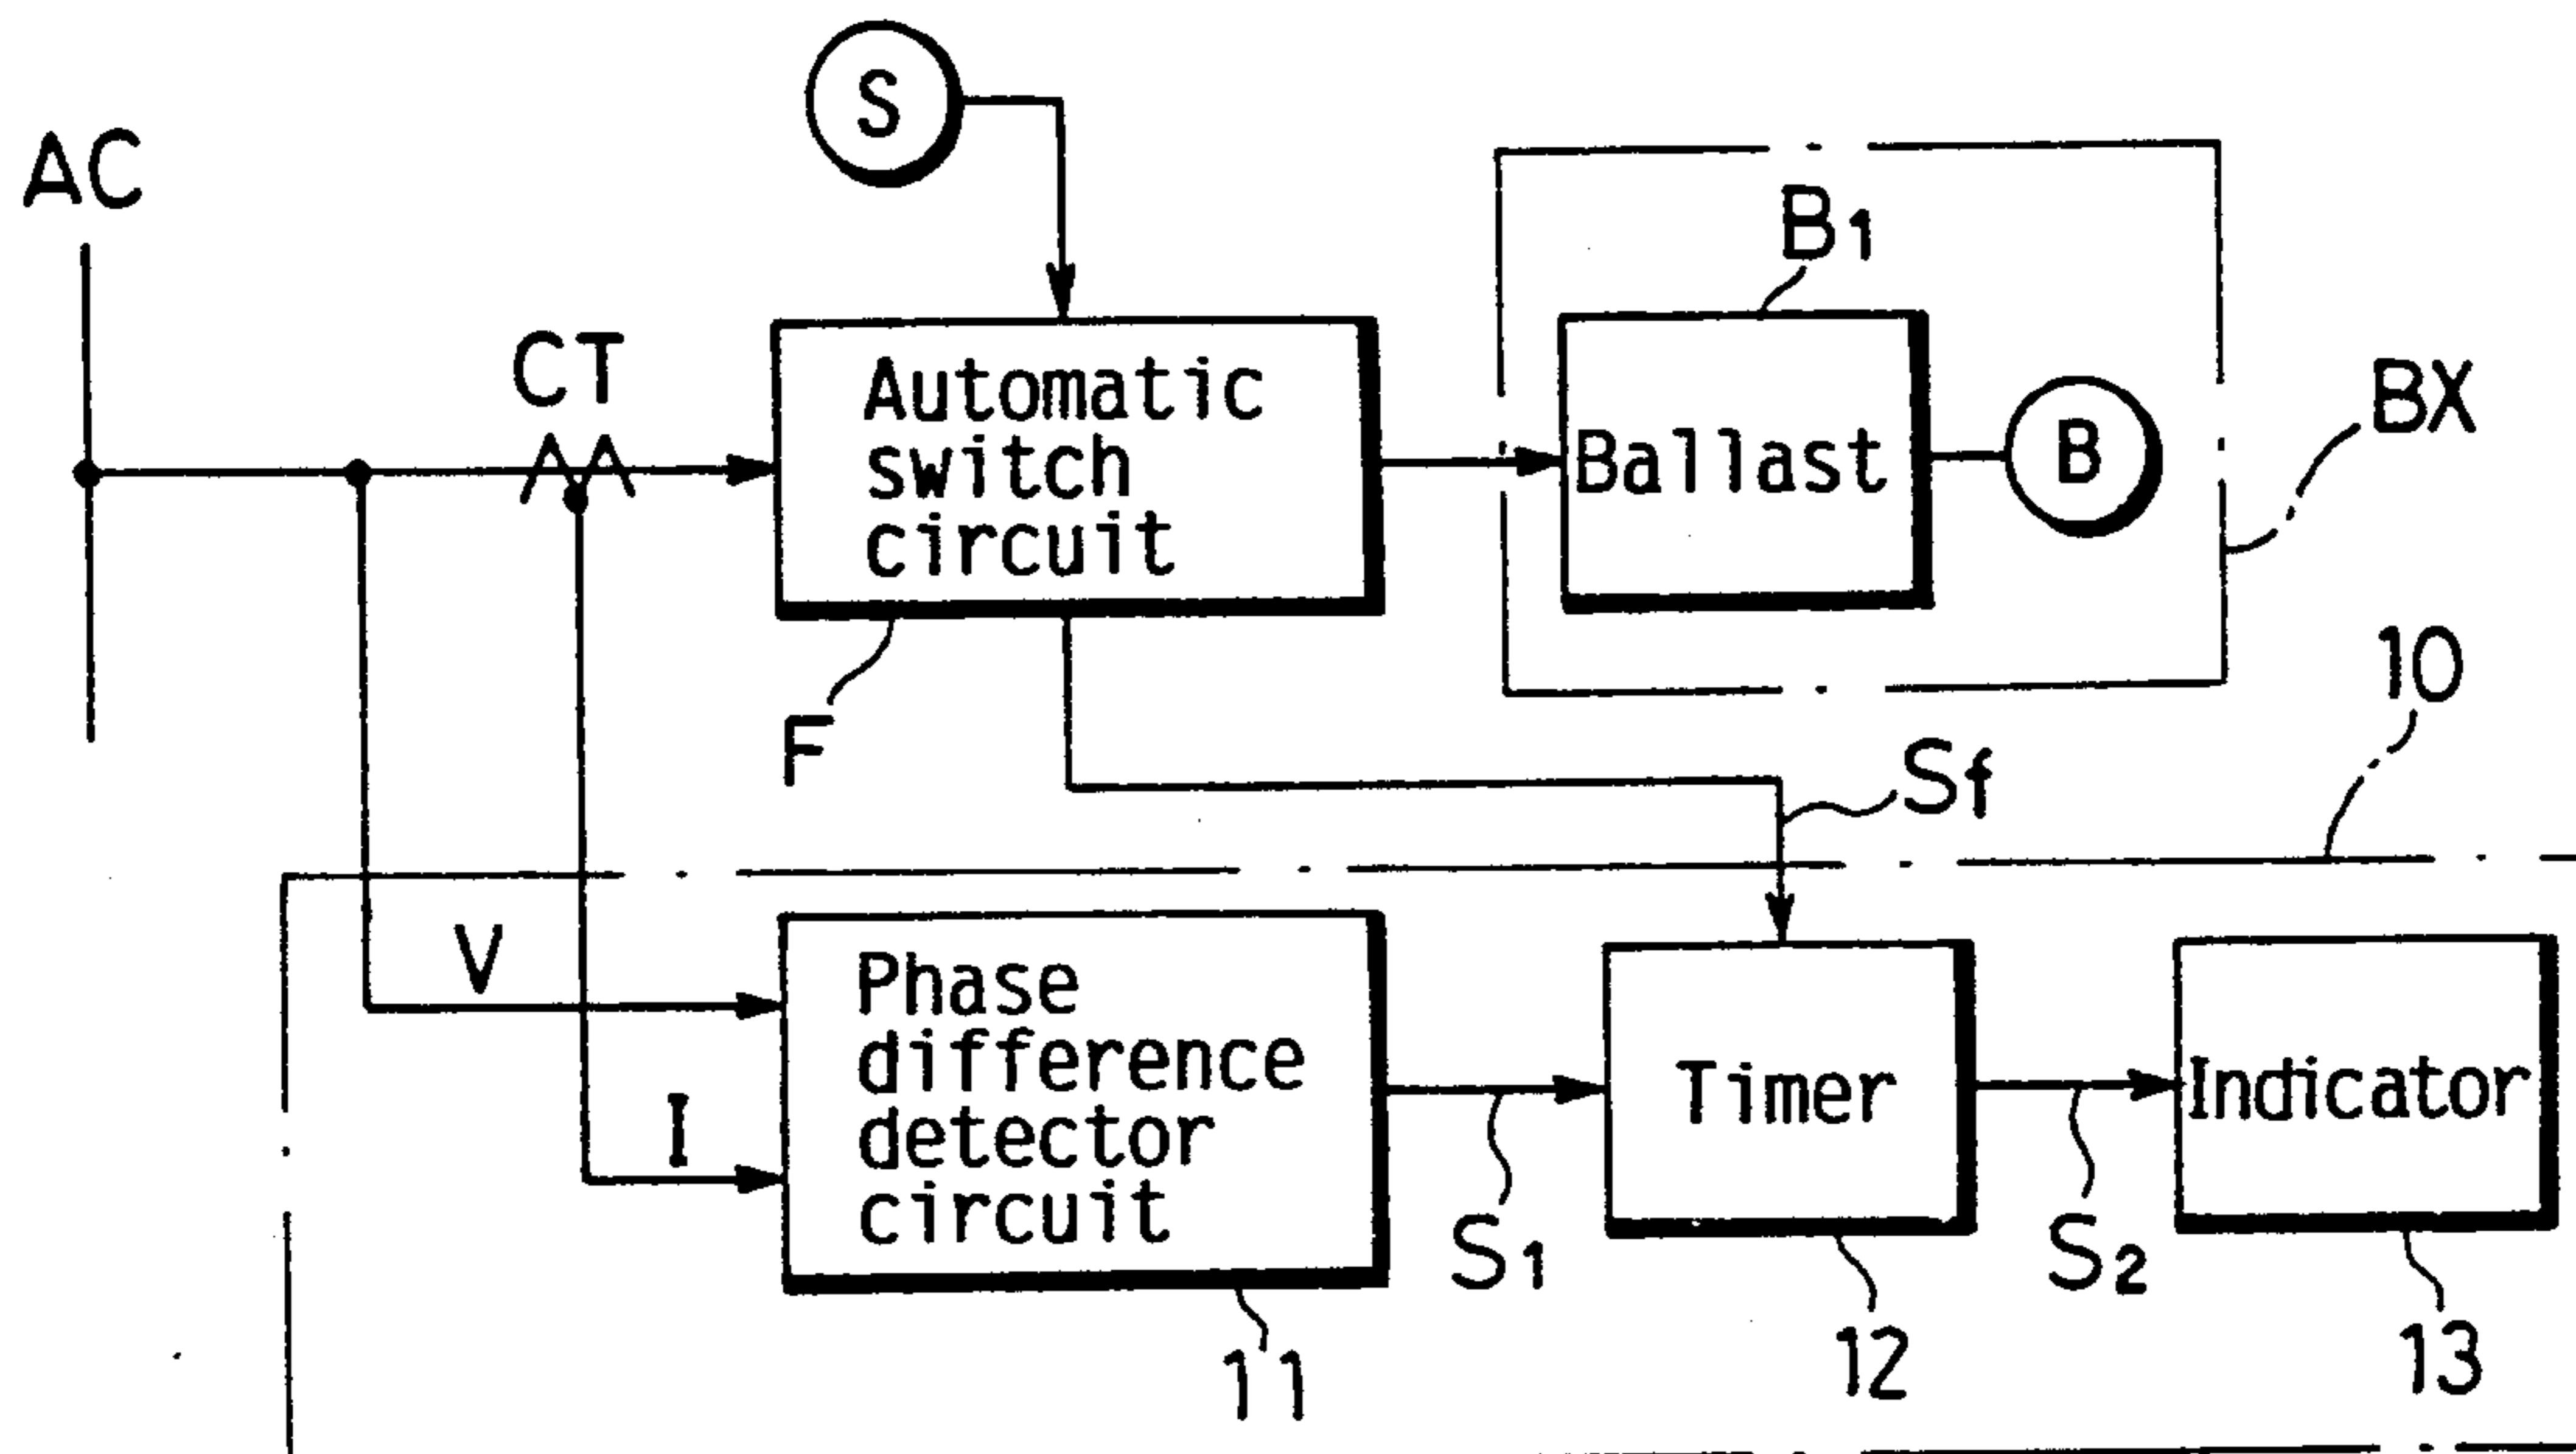 S
AC
B1
CT
Automatic
switch
circuit
Ballast
B
BX
F
10
Sf
V
Phase
difference
detector
circuit
I
Timer
Indicator
S1
S2
11
12
13